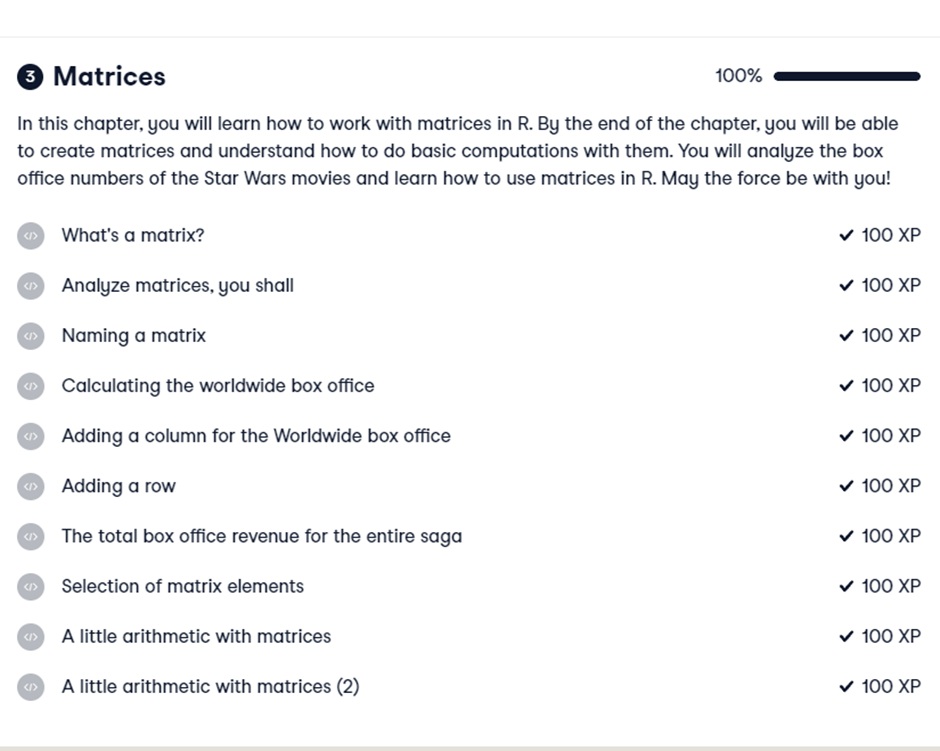 3 Matrices 100%
In this chapter, you will learn how to work with matrices in R. By the end of the chapter, you will be able
to create matrices and understand how to do basic computations with them. You will analyze the box
office numbers of the Star Wars movies and learn how to use matrices in R. May the force be with you!
</> What's a matrix? ✔ 100 XP
</> Analyze matrices, you shall ✔ 100 XP
</> Naming a matrix ✔ 100 XP
</> Calculating the worldwide box office ✔ 100 XP
</> Adding a column for the Worldwide box office ✔ 100 XP
</> Adding a row ✔ 100 XP
</> The total box office revenue for the entire saga ✔ 100 XP
</> Selection of matrix elements ✔ 100 XP
</> A little arithmetic with matrices ✔ 100 XP
</> A little arithmetic with matrices (2) ✔ 100 XP